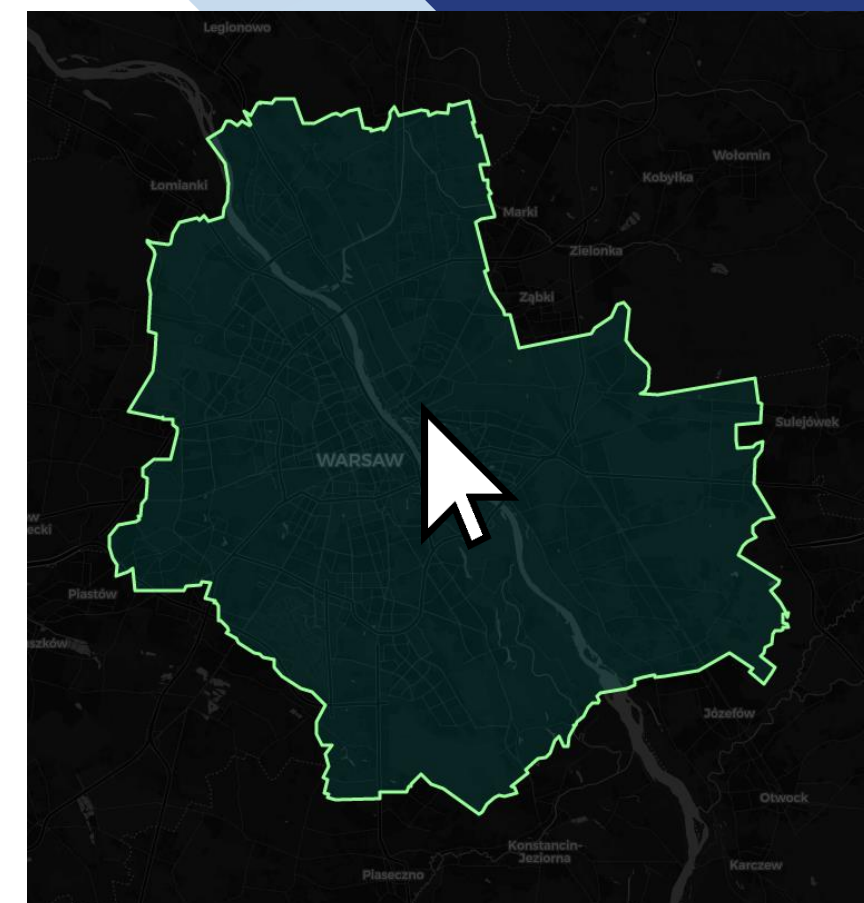 Legionowo
Wołomin
Kobyłka
Łomianki
Marki
Zielonka
Ząbki
Sulejówek
WARSAW
Piastów
Józefów
Otwock
Konstancin-
Jeziorna
Karczew
Piaseczno